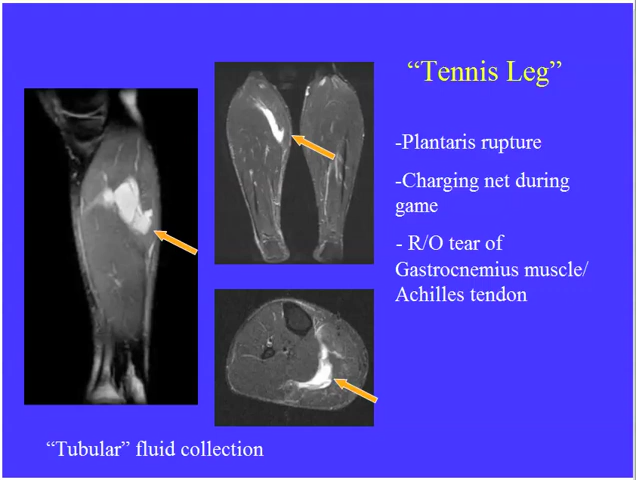 “Tennis Leg”
-Plantaris rupture
-Charging net during
game
- R/O tear of
Gastrocnemius muscle/
Achilles tendon
“Tubular” fluid collection